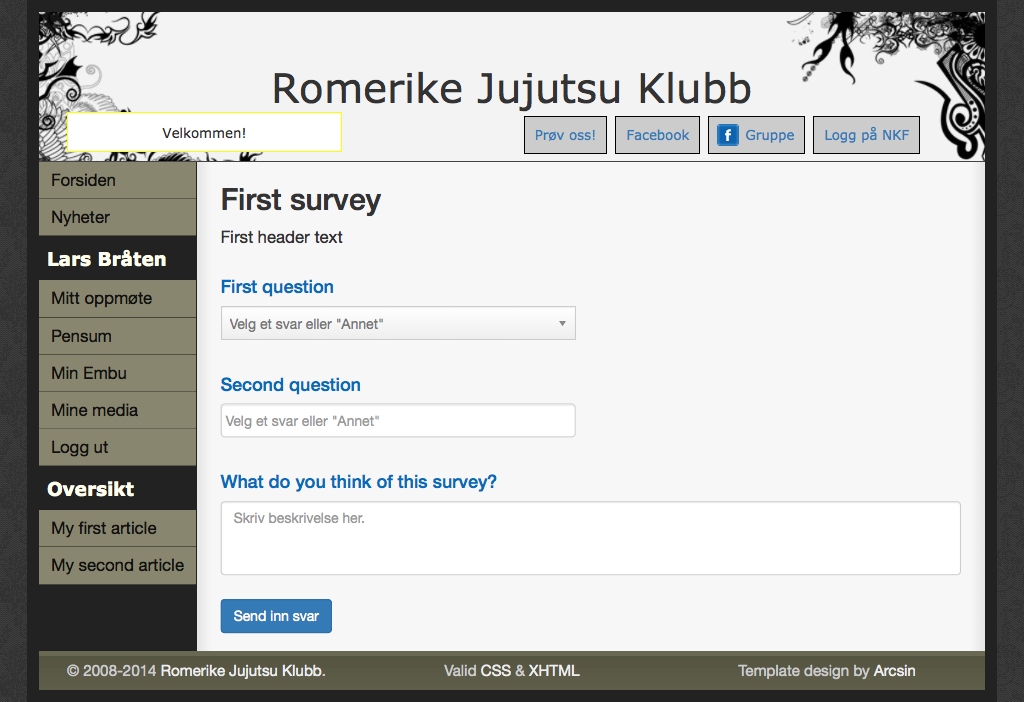 Romerike Jujutsu Klubb
Velkommen!
Prøv oss!
Facebook
f Gruppe
Logg på NKF
Forsiden
Nyheter
Lars Bråten
Mitt oppmøte
Pensum
Min Embu
Mine media
Logg ut
Oversikt
My first article
My second article
First survey
First header text
First question
Velg et svar eller "Annet"
Second question
Velg et svar eller "Annet"
What do you think of this survey?
Skriv beskrivelse her.
Send inn svar
© 2008-2014 Romerike Jujutsu Klubb.
Valid CSS & XHTML
Template design by Arcsin